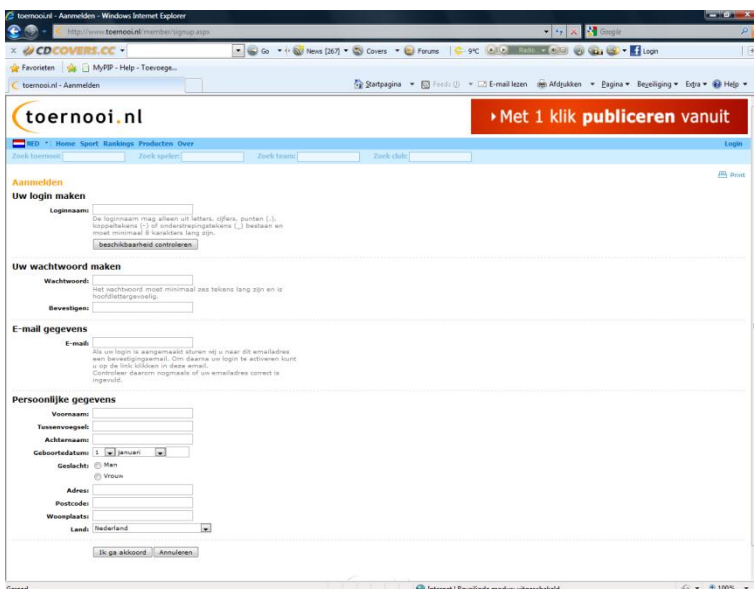 toernooi.nl - Aanmelden - Windows Internet Explorer
http://www.toernooi.nl/member/signup.aspx
Google
CDCOVERS.CC Go News [267] Covers Forums 9°C Radio Login
Favorieten MyPIP - Help - Toevoege...
toernooi.nl - Aanmelden
Startpagina Feeds (J) E-mail lezen Afdrukken Pagina Beveiliging Extra Help
toernooi.nl
Met 1 klik publiceren vanuit
NED Home Sport Rankings Producten Over Login
Zoek toernooi: Zoek speler: Zoek team: Zoek club:
Print
Aanmelden
Uw login maken
Loginnaam:
De loginnaam mag alleen uit letters, cijfers, punten (.),
koppeltekens (-) of onderstrepingstekens (_) bestaan en
moet minimaal 8 karakters lang zijn.
beschikbaarheid controleren
Uw wachtwoord maken
Wachtwoord:
Het wachtwoord moet minimaal zes tekens lang zijn en is
hoofdlettergevoelig.
Bevestigen:
E-mail gegevens
E-mail:
Als uw login is aangemaakt sturen wij u naar dit emailadres
een bevestigingsemail. Om daarna uw login te activeren kunt
u op de link klikken in deze email.
Controleer daarom nogmaals of uw emailadres correct is
ingevuld.
Persoonlijke gegevens
Voornaam:
Tussenvoegsel:
Achternaam:
Geboortedatum: 1 januari
Geslacht: Man
Vrouw
Adres:
Postcode:
Woonplaats:
Land: Nederland
Ik ga akkoord Annuleren
Gereed Internet | Beveiligde modus: uitgeschakeld 100%